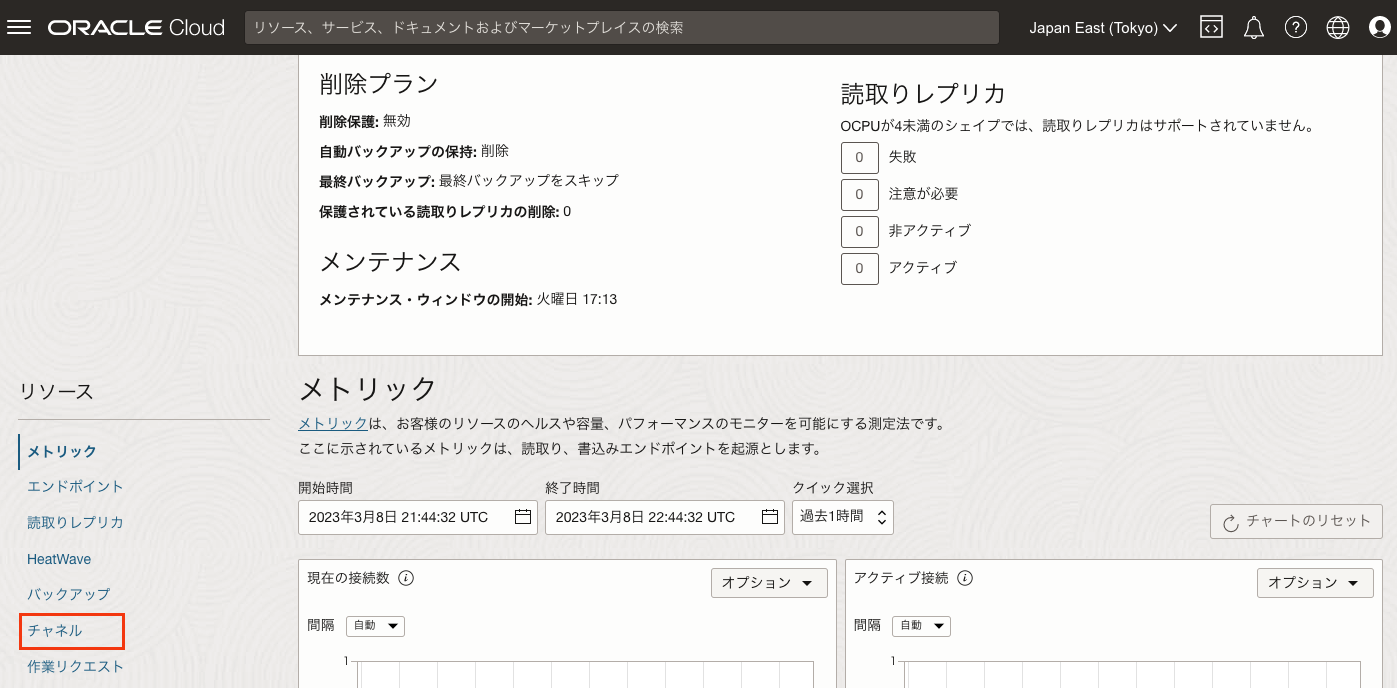 ORACLE Cloud
リソース、サービス、ドキュメントおよびマーケットプレイスの検索
Japan East (Tokyo)
削除プラン
削除保護: 無効
自動バックアップの保持: 削除
最終バックアップ: 最終バックアップをスキップ
保護されている読取りレプリカの削除: 0
メンテナンス
メンテナンス・ウィンドウの開始: 火曜日 17:13
読取りレプリカ
OCPUが4未満のシェイプでは、読取りレプリカはサポートされていません。
0 失敗
0 注意が必要
0 非アクティブ
0 アクティブ
リソース
メトリック
エンドポイント
読取りレプリカ
HeatWave
バックアップ
チャネル
作業リクエスト
メトリック
メトリックは、お客様のリソースのヘルスや容量、パフォーマンスのモニターを可能にする測定法です。
ここに示されているメトリックは、読取り、書込みエンドポイントを起源とします。
開始時間 終了時間 クイック選択
2023年3月8日 21:44:32 UTC 2023年3月8日 22:44:32 UTC 過去1時間 チャートのリセット
現在の接続数 オプション
間隔 自動
1
アクティブ接続 オプション
間隔 自動
1